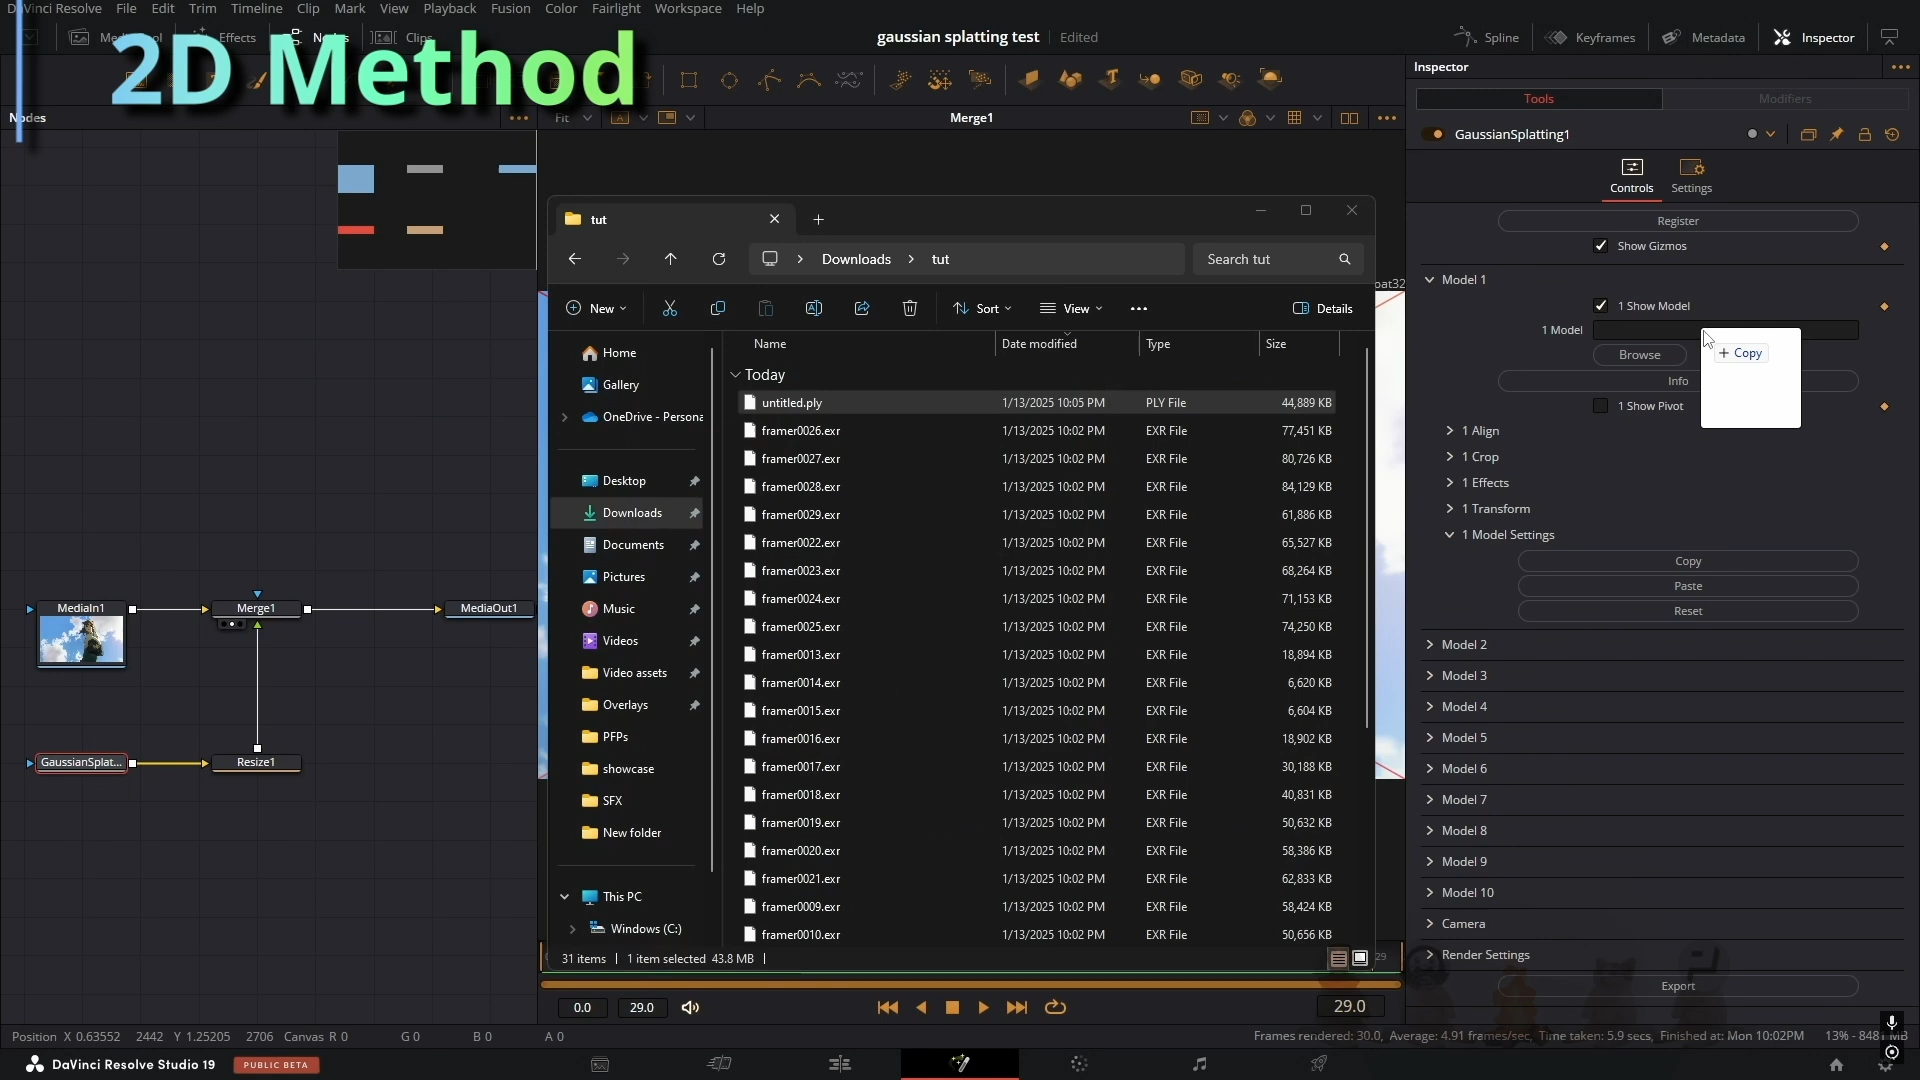 DaVinci Resolve File Edit Trim Timeline Clip Mark View Playback Fusion Color Fairlight Workspace Help
2D Method
Effects
Clips
gaussian splatting test Edited
Spline Keyframes Metadata Inspector
Inspector
Tools Modifiers
Nodes
Fit
Merge1
GaussianSplatting1
Controls Settings
Register
Show Gizmos
Model 1
1 Show Model
1 Model
Copy
Browse
Info
1 Show Pivot
1 Align
1 Crop
1 Effects
1 Transform
1 Model Settings
Copy
Paste
Reset
Model 2
Model 3
Model 4
Model 5
Model 6
Model 7
Model 8
Model 9
Model 10
Camera
Render Settings
Export
tut
Downloads tut Search tut
New Sort View Details
Name Date modified Type Size
Today
untitled.ply 1/13/2025 10:05 PM PLY File 44,889 KB
framer0026.exr 1/13/2025 10:02 PM EXR File 77,451 KB
framer0027.exr 1/13/2025 10:02 PM EXR File 80,726 KB
framer0028.exr 1/13/2025 10:02 PM EXR File 84,129 KB
framer0029.exr 1/13/2025 10:02 PM EXR File 61,886 KB
framer0022.exr 1/13/2025 10:02 PM EXR File 65,527 KB
framer0023.exr 1/13/2025 10:02 PM EXR File 68,264 KB
framer0024.exr 1/13/2025 10:02 PM EXR File 71,153 KB
framer0025.exr 1/13/2025 10:02 PM EXR File 74,250 KB
framer0013.exr 1/13/2025 10:02 PM EXR File 18,894 KB
framer0014.exr 1/13/2025 10:02 PM EXR File 6,620 KB
framer0015.exr 1/13/2025 10:02 PM EXR File 6,604 KB
framer0016.exr 1/13/2025 10:02 PM EXR File 18,902 KB
framer0017.exr 1/13/2025 10:02 PM EXR File 30,188 KB
framer0018.exr 1/13/2025 10:02 PM EXR File 40,831 KB
framer0019.exr 1/13/2025 10:02 PM EXR File 50,632 KB
framer0020.exr 1/13/2025 10:02 PM EXR File 58,386 KB
framer0021.exr 1/13/2025 10:02 PM EXR File 62,833 KB
framer0009.exr 1/13/2025 10:02 PM EXR File 58,424 KB
framer0010.exr 1/13/2025 10:02 PM EXR File 50,656 KB
Home
Gallery
OneDrive - Persona
Desktop
Downloads
Documents
Pictures
Music
Videos
Video assets
Overlays
PFPs
showcase
SFX
New folder
This PC
Windows (C:)
31 items 1 item selected 43.8 MB
MediaIn1 Merge1 MediaOut1
GaussianSplat... Resize1
29
0.0 29.0 29.0
Position X 0.63552 2442 Y 1.25205 2706 Canvas R 0 G 0 B 0 A 0
Frames rendered: 30.0, Average: 4.91 frames/sec, Time taken: 5.9 secs, Finished at: Mon 10:02PM 13% - 8481 MB
DaVinci Resolve Studio 19 PUBLIC BETA